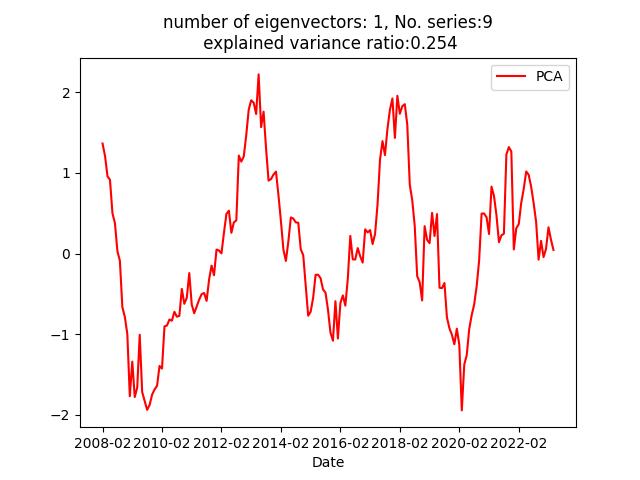 number of eigenvectors: 1, No. series:9
explained variance ratio:0.254
PCA
2
1
0
−1
−2
2008-02 2010-02 2012-02 2014-02 2016-02 2018-02 2020-02 2022-02
Date